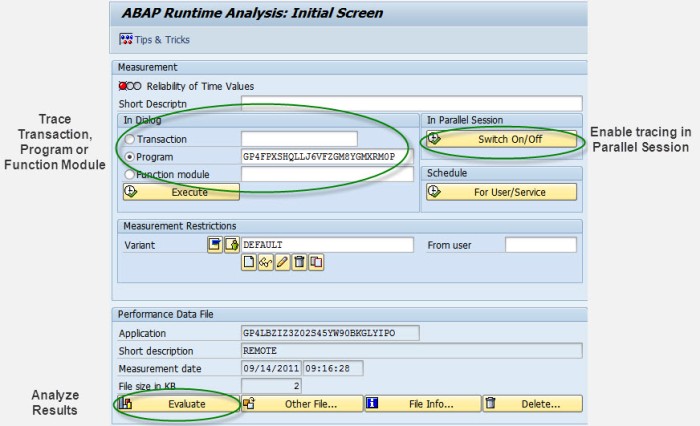 ABAP Runtime Analysis: Initial Screen
Tips & Tricks
Measurement
Reliability of Time Values
Short Descriptn
In Dialog
In Parallel Session
Trace
Transaction,
Program or
Function Module
Transaction
Switch On/Off
Enable tracing in
Parallel Session
Program GP4FPXSHQLLJ6VFZGM8YGMXRM0P
Function module
Schedule
Execute
For User/Service
Measurement Restrictions
Variant DEFAULT From user
Performance Data File
Application GP4LBZIZ3Z02S45YW90BKGLYIPO
Short description REMOTE
Measurement date 09/14/2011 09:16:28
File size in KB 2
Analyze
Results
Evaluate Other File... File Info... Delete...